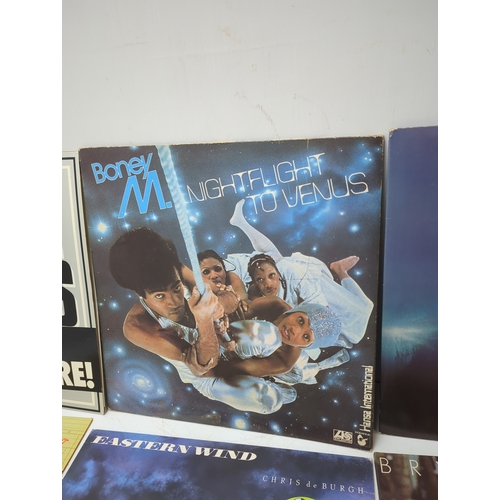 Boney M.
NIGHTFLIGHT
TO VENUS
Hansa International
RE!
EASTERN WIND
CHRIS de BURGH
BR